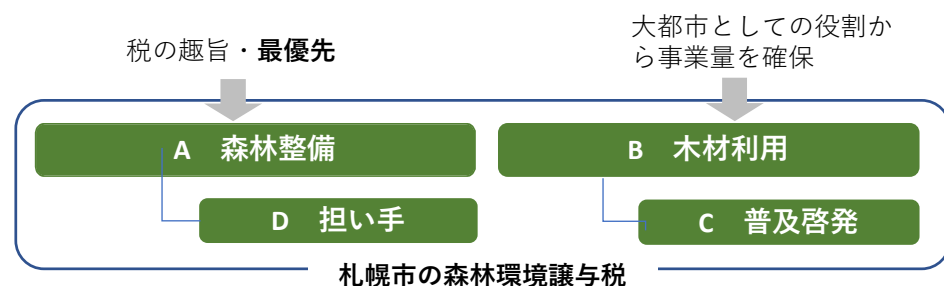 税の趣旨・最優先
大都市としての役割か
ら事業量を確保
A 森林整備
B 木材利用
D 担い手
C 普及啓発
札幌市の森林環境譲与税